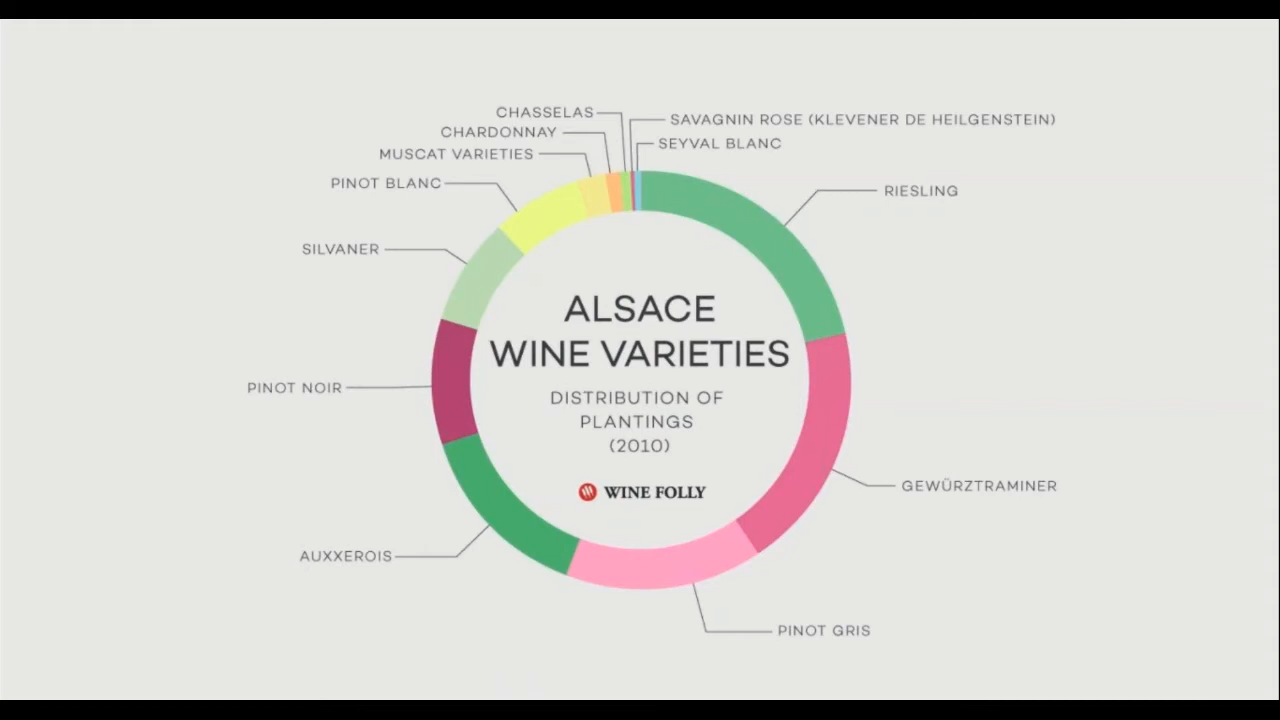 CHASSELAS
SAVAGNIN ROSE (KLEVENER DE HEILGENSTEIN)
CHARDONNAY
SEYVAL BLANC
MUSCAT VARIETIES
PINOT BLANC
RIESLING
SILVANER
ALSACE
WINE VARIETIES
PINOT NOIR
DISTRIBUTION OF
PLANTINGS
(2010)
GEWÜRZTRAMINER
WINE FOLLY
AUXXEROIS
PINOT GRIS